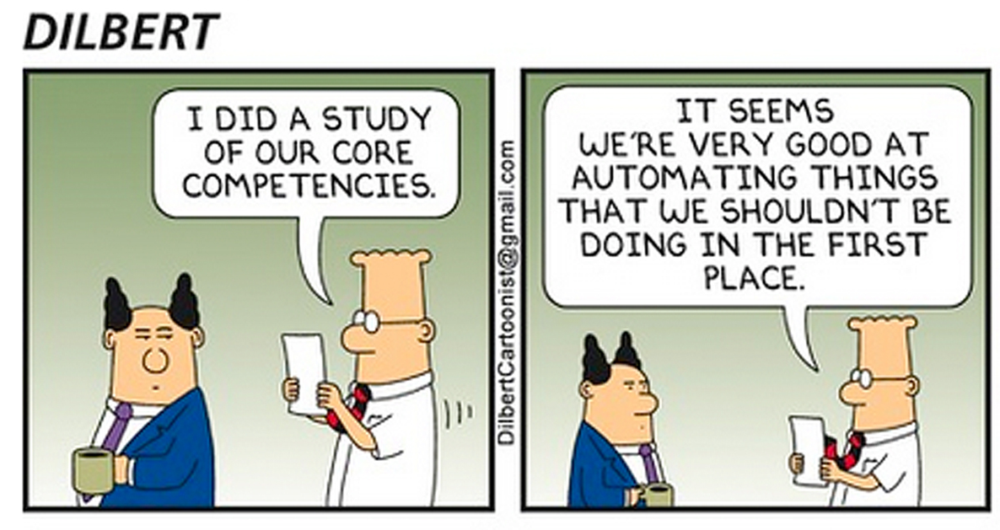 DILBERT
I DID A STUDY
OF OUR CORE
COMPETENCIES.
DilbertCartoonist@gmail.com
IT SEEMS
WE'RE VERY GOOD AT
AUTOMATING THINGS
THAT WE SHOULDN'T BE
DOING IN THE FIRST
PLACE.